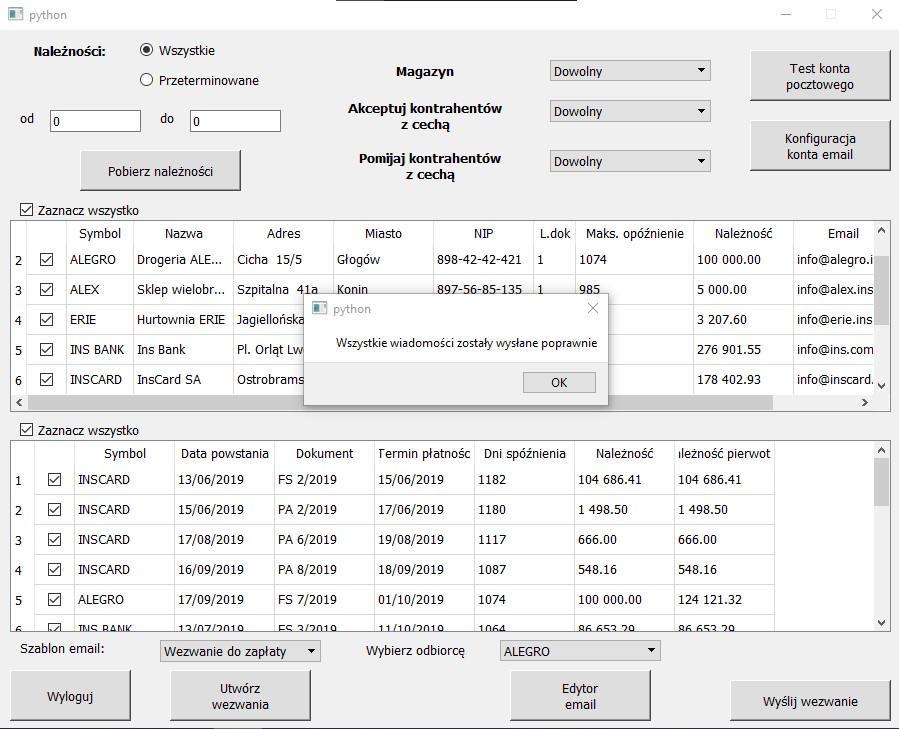 python
Należności:
Wszystkie
Przeterminowane
od 0 do 0
Pobierz należności
Magazyn Dowolny
Akceptuj kontrahentów
z cechą Dowolny
Pomijaj kontrahentów
z cechą Dowolny
Test konta
pocztowego
Konfiguracja
konta email
Zaznacz wszystko
Symbol Nazwa Adres Miasto NIP L.dok Maks. opóźnienie Należność Email
2 ALEGRO Drogeria ALE... Cicha 15/5 Głogów 898-42-42-421 1 1074 100 000.00 info@alegro.i
3 ALEX Sklep wielobr... Szpitalna 41a Konin 897-56-85-135 1 985 5 000.00 info@alex.ins
4 ERIE Hurtownia ERIE Jagiellońska 3 207.60 info@erie.ins
5 INS BANK Ins Bank Pl. Orląt Lw 276 901.55 info@ins.com
6 INSCARD InsCard SA Ostrobrams 178 402.93 info@inscard.
python
Wszystkie wiadomości zostały wysłane poprawnie
OK
Zaznacz wszystko
Symbol Data powstania Dokument Termin płatnośc Dni spóźnienia Należność ależność pierwot
1 INSCARD 13/06/2019 FS 2/2019 15/06/2019 1182 104 686.41 104 686.41
2 INSCARD 15/06/2019 PA 2/2019 17/06/2019 1180 1 498.50 1 498.50
3 INSCARD 17/08/2019 PA 6/2019 19/08/2019 1117 666.00 666.00
4 INSCARD 16/09/2019 PA 8/2019 18/09/2019 1087 548.16 548.16
5 ALEGRO 17/09/2019 FS 7/2019 01/10/2019 1074 100 000.00 124 121.32
6 INS BANK 13/07/2019 FS 3/2019 11/10/2019 1064 86 653.29 86 653.29
Szablon email: Wezwanie do zapłaty Wybierz odbiorcę ALEGRO
Wyloguj
Utwórz
wezwania
Edytor
email
Wyślij wezwanie